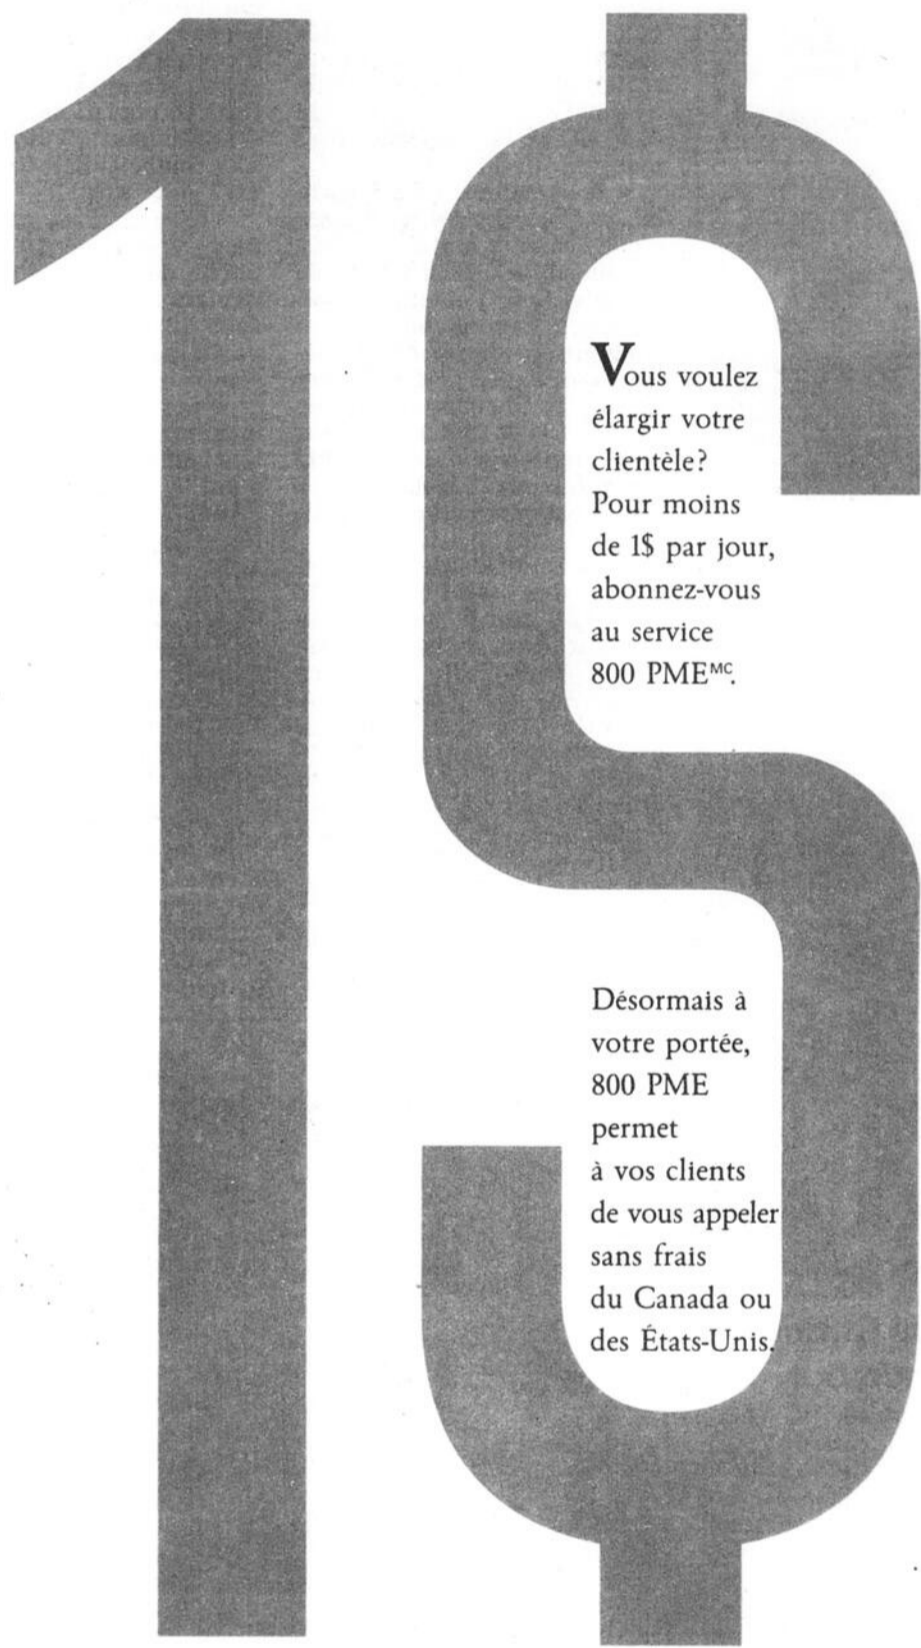 1$
Vous voulez
élargir votre
clientèle?
Pour moins
de 1$ par jour,
abonnez-vous
au service
800 PMEᴹᶜ.
Désormais à
votre portée,
800 PME
permet
à vos clients
de vous appeler
sans frais
du Canada ou
des États-Unis.